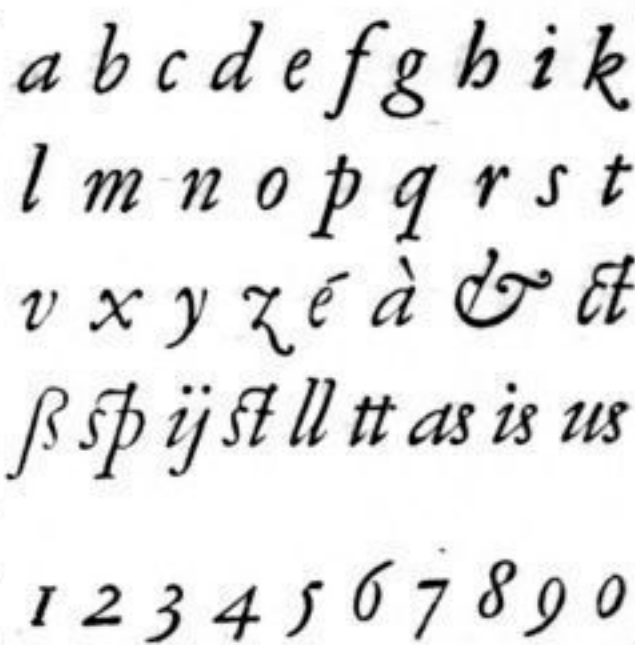 a b c d e f g h i k
l m n o p q r s t
v x y z é à & ct
ß sp ij st ll tt as is us
1 2 3 4 5 6 7 8 9 0